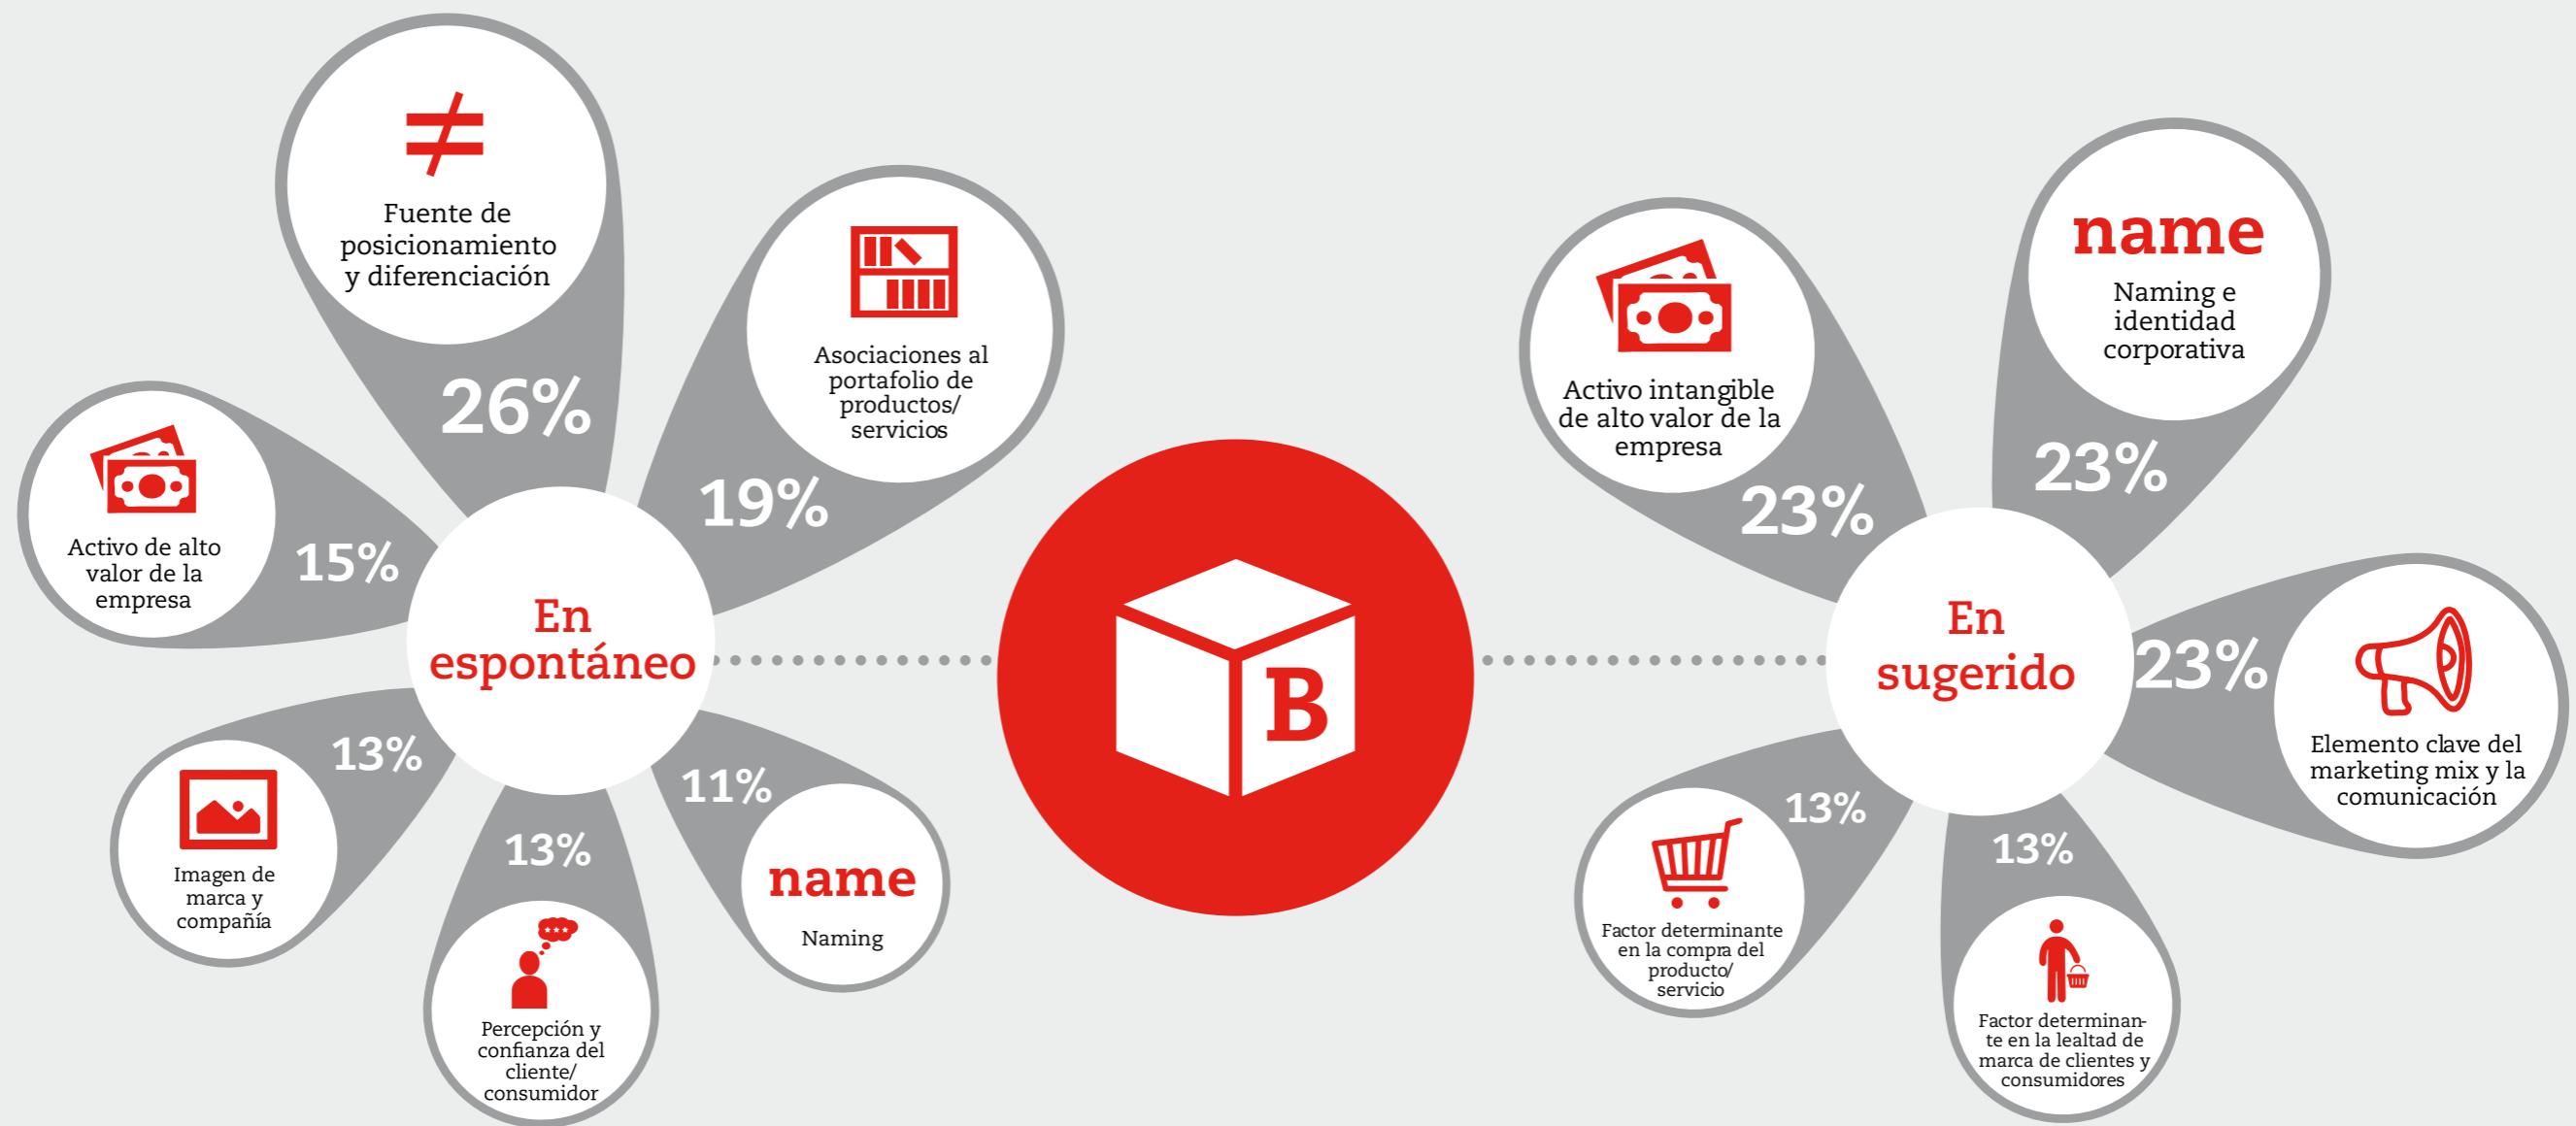 Fuente de
posicionamiento
y diferenciación
26%
Asociaciones al
portafolio de
productos/
servicios
19%
Activo de alto
valor de la
empresa
15%
En
espontáneo
Imagen de
marca y
compañía
13%
Percepción y
confianza del
cliente/
consumidor
13%
name
Naming
11%
B
Activo intangible
de alto valor de la
empresa
23%
name
Naming e
identidad
corporativa
23%
En
sugerido
23%
Elemento clave del
marketing mix y la
comunicación
13%
Factor determinante
en la compra del
producto/
servicio
13%
Factor determinan-
te en la lealtad de
marca de clientes y
consumidores